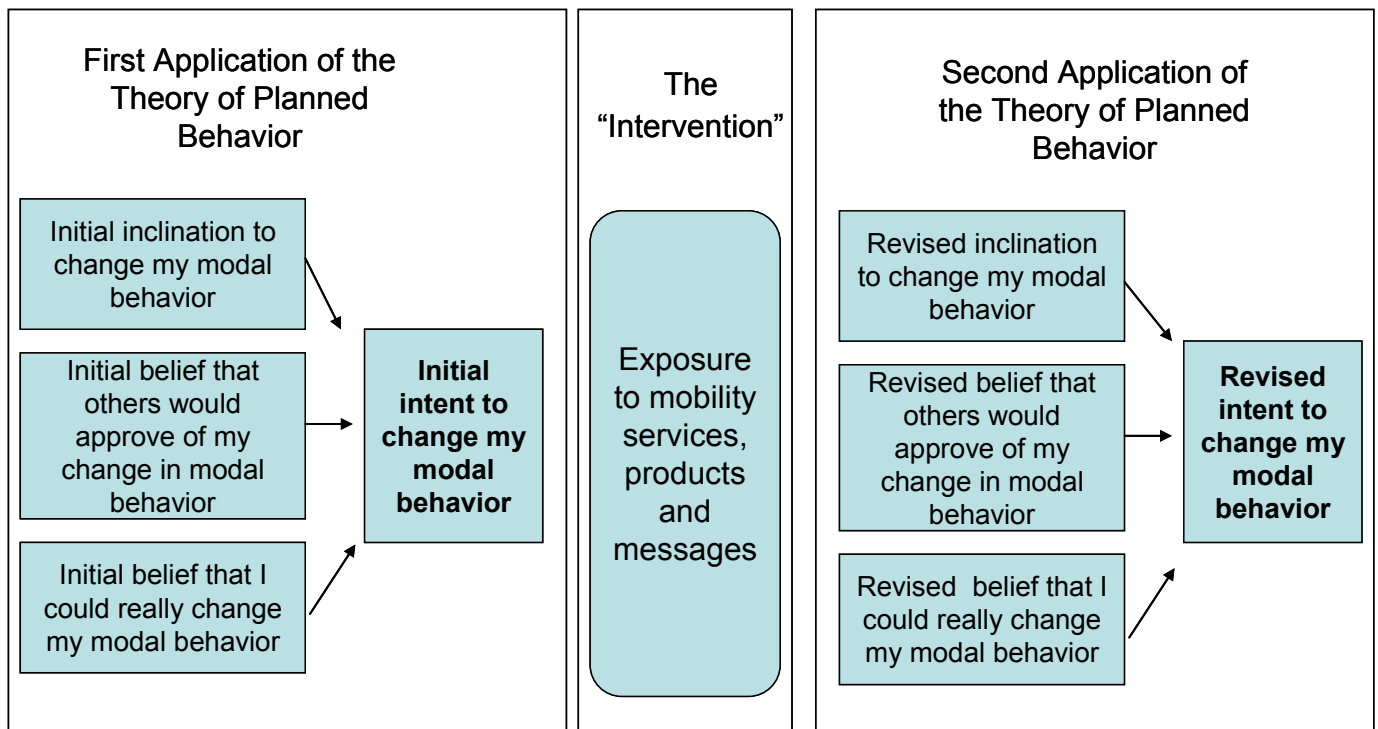 First Application of the
Theory of Planned
Behavior
Initial inclination to
change my modal
behavior
Initial belief that
others would
approve of my
change in modal
behavior
Initial belief that I
could really change
my modal behavior
Initial
intent to
change my
modal
behavior
The
“Intervention”
Exposure
to mobility
services,
products
and
messages
Second Application of
the Theory of Planned
Behavior
Revised inclination
to change my modal
behavior
Revised belief that
others would
approve of my
change in modal
behavior
Revised  belief that I
could really change
my modal behavior
Revised
intent to
change my
modal
behavior